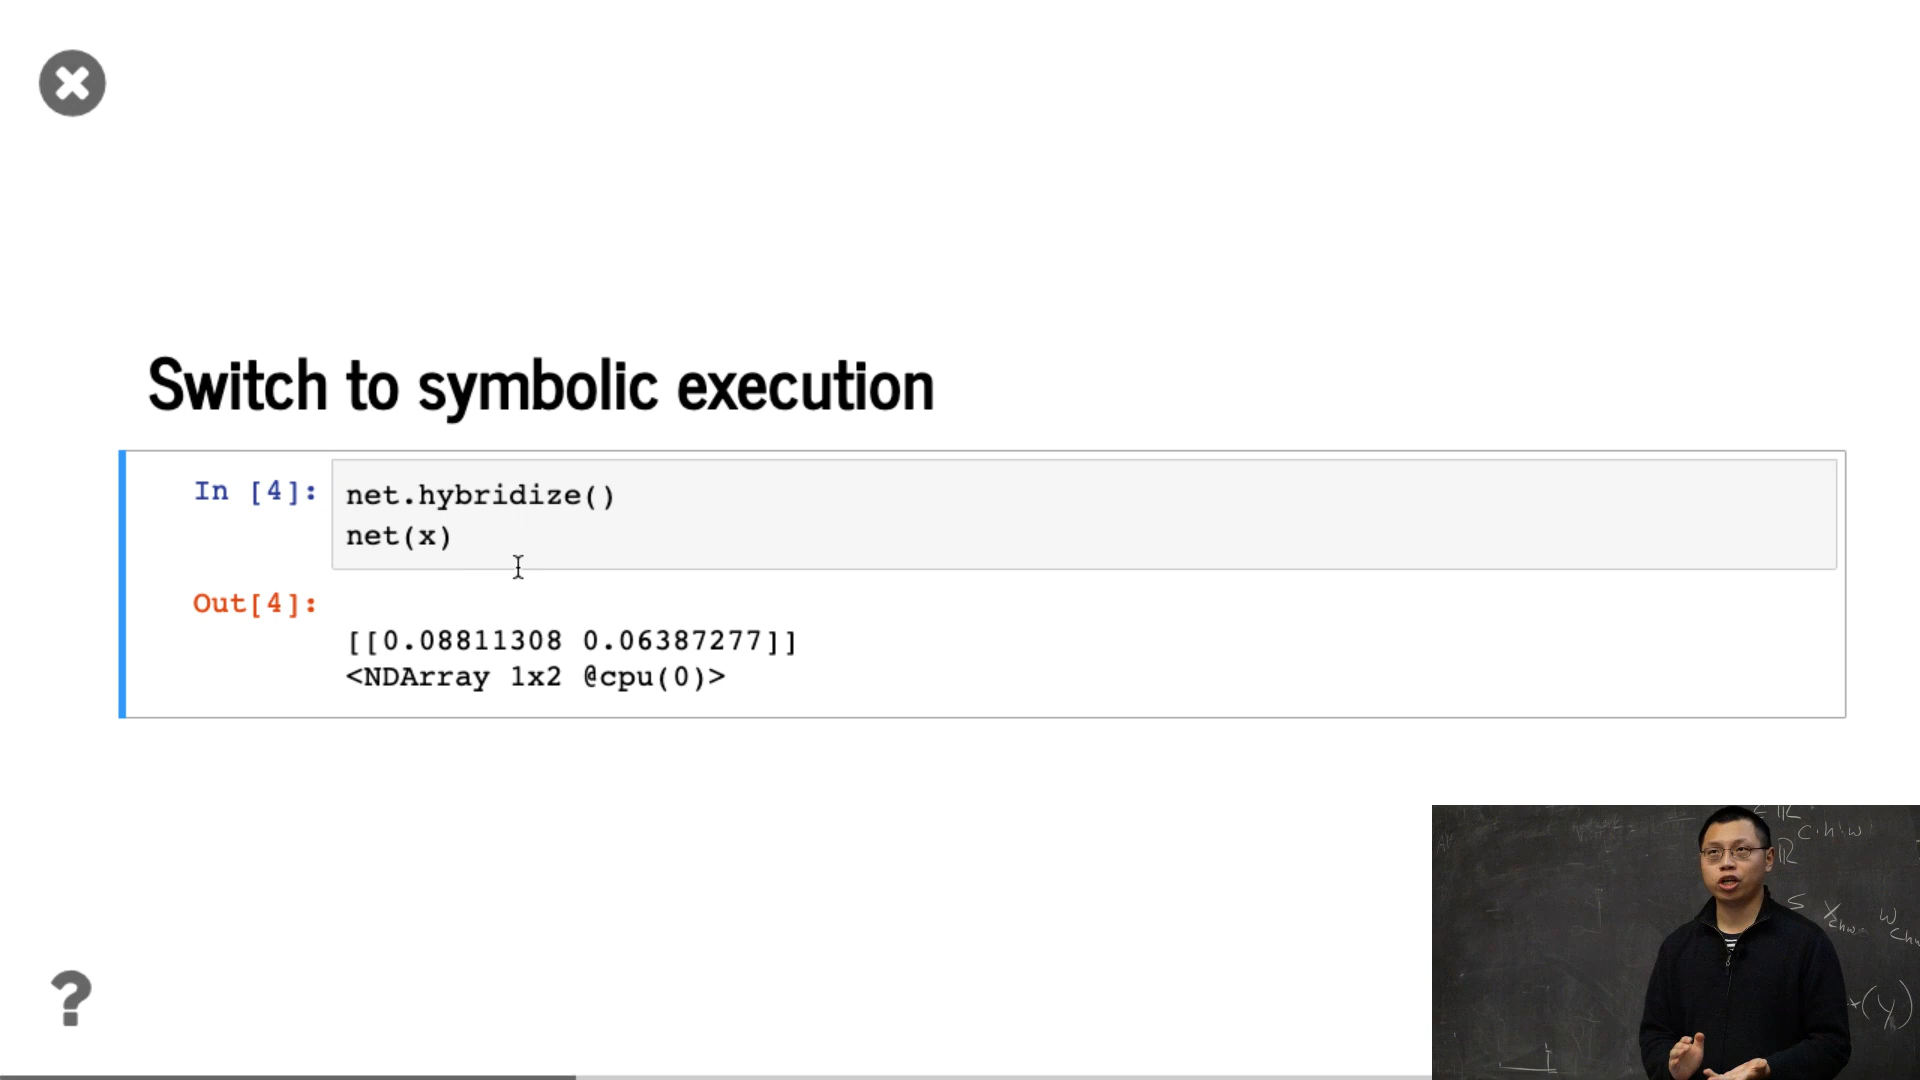 Switch to symbolic execution
In [4]:
net.hybridize()
net(x)
Out[4]:
[[0.08811308 0.06387277]]
<NDArray 1x2 @cpu(0)>
?
C·h·w
ℝ
(y)